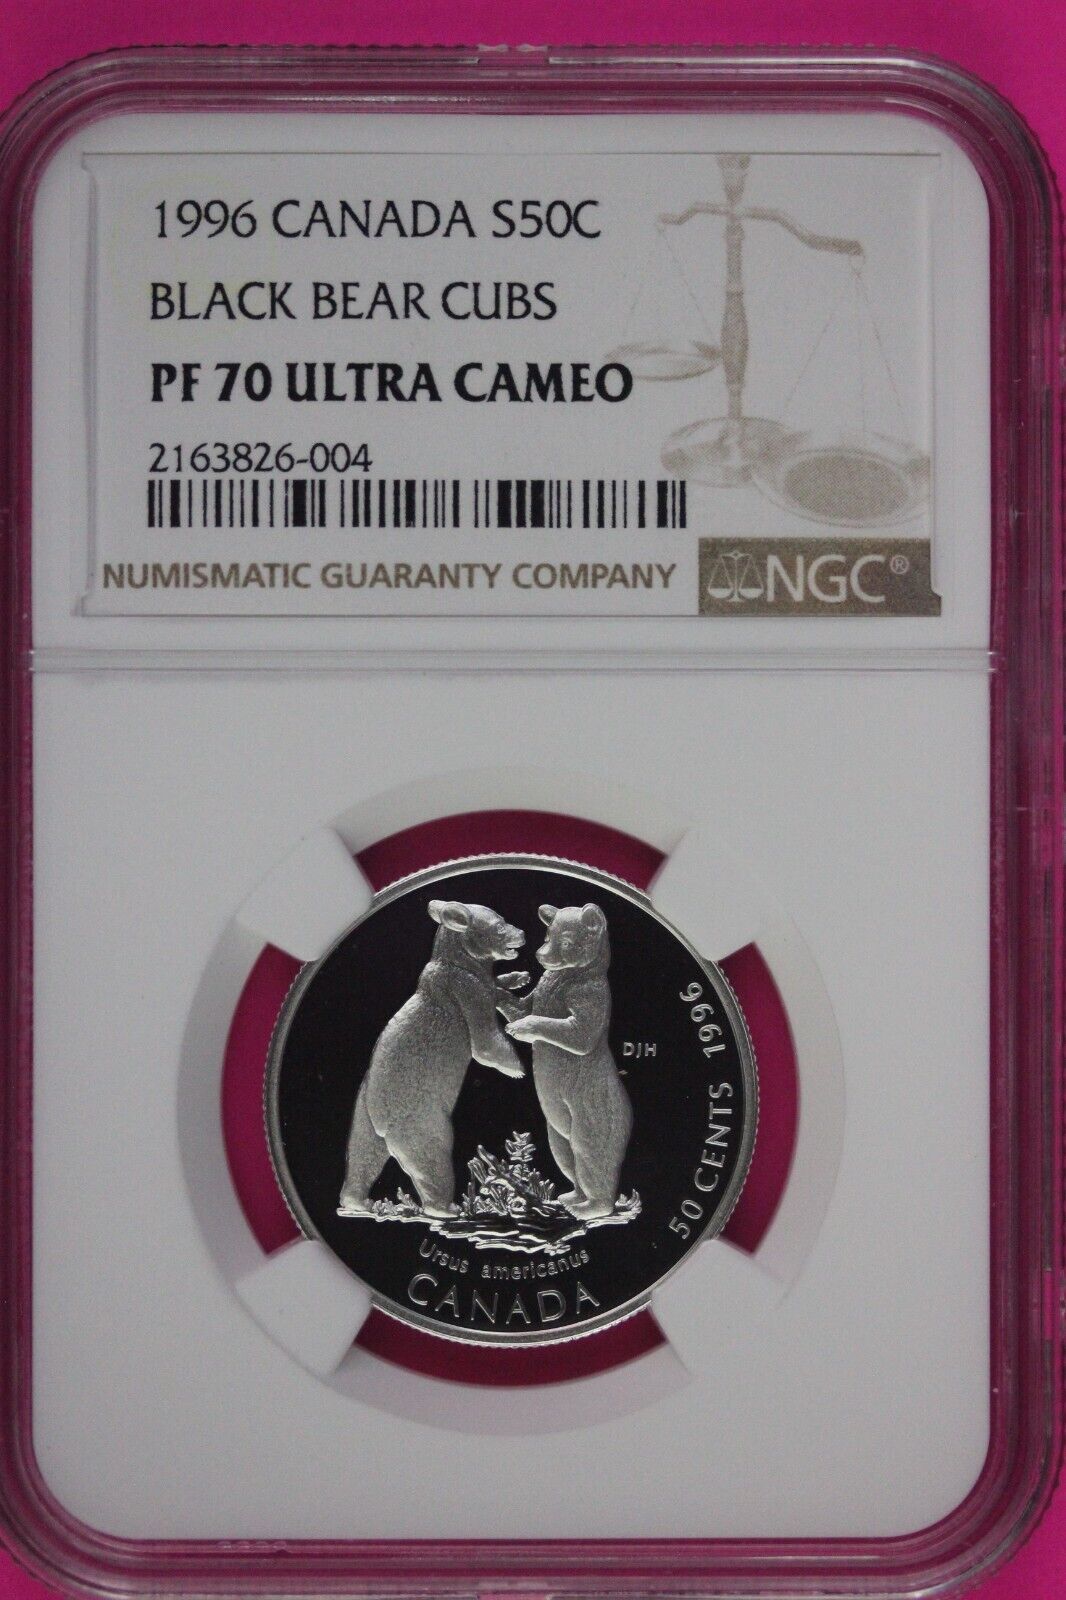 1996 CANADA S50C
BLACK BEAR CUBS
PF 70 ULTRA CAMEO
2163826-004
NUMISMATIC GUARANTY COMPANY
NGC®
DJH
50 CENTS 1996
Ursus americanus
CANADA